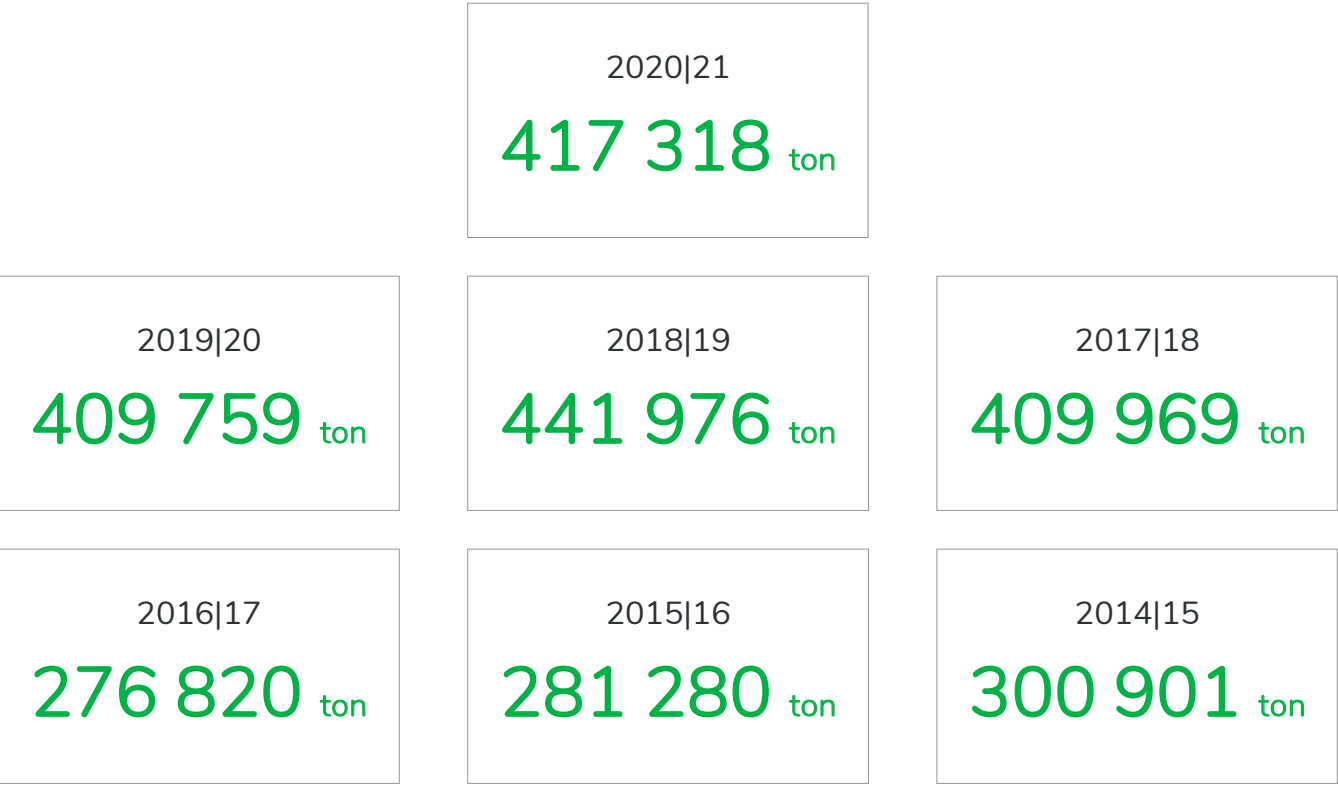 2020|21
417 318 ton
2019|20
409 759 ton
2018|19
441 976 ton
2017|18
409 969 ton
2016|17
276 820 ton
2015|16
281 280 ton
2014|15
300 901 ton